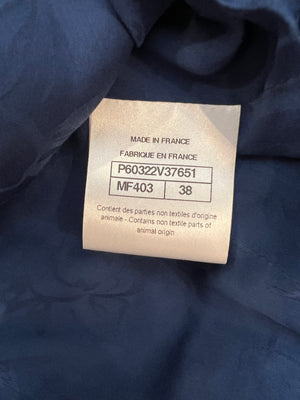 MADE IN FRANCE
FABRIQUE EN FRANCE
P60322V37651
MF403 38
Contient des parties non textiles d'origine
animale - Contains non textile parts of
animal origin